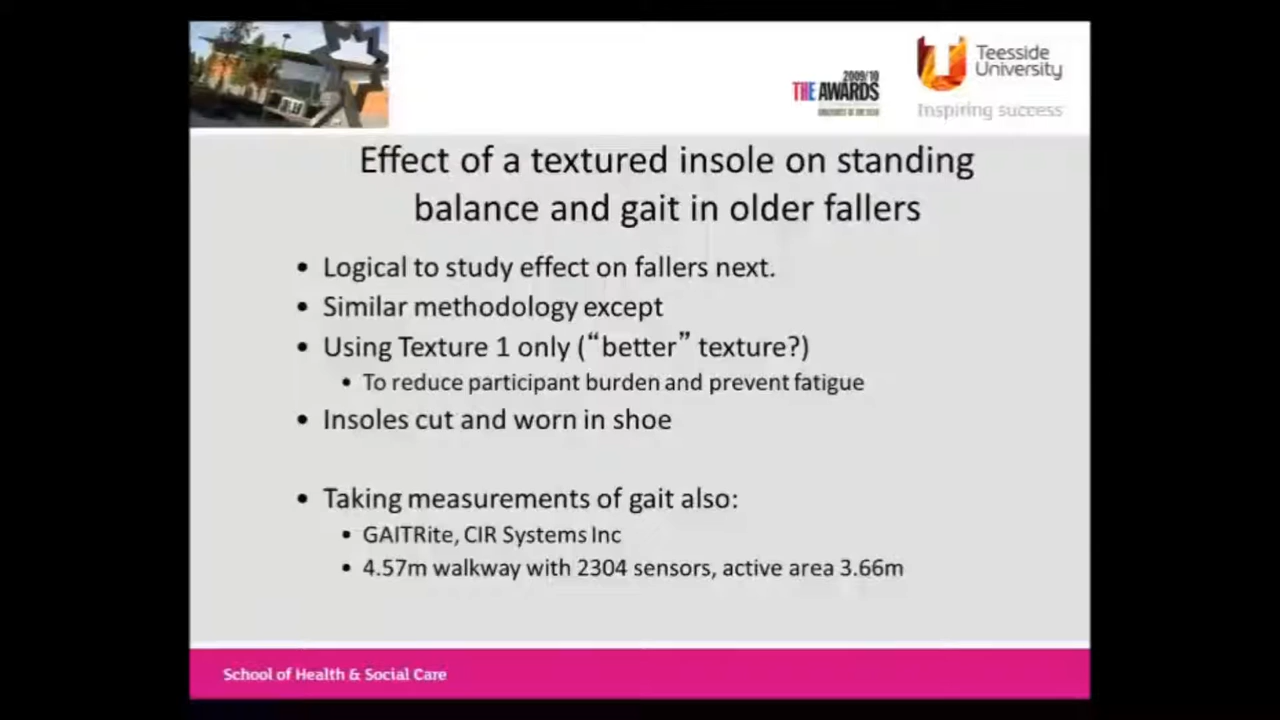 2009/10
THE AWARDS
Teesside
University
Inspiring success
Effect of a textured insole on standing
balance and gait in older fallers
• Logical to study effect on fallers next.
• Similar methodology except
• Using Texture 1 only (“better” texture?)
• To reduce participant burden and prevent fatigue
• Insoles cut and worn in shoe
• Taking measurements of gait also:
• GAITRite, CIR Systems Inc
• 4.57m walkway with 2304 sensors, active area 3.66m
School of Health & Social Care